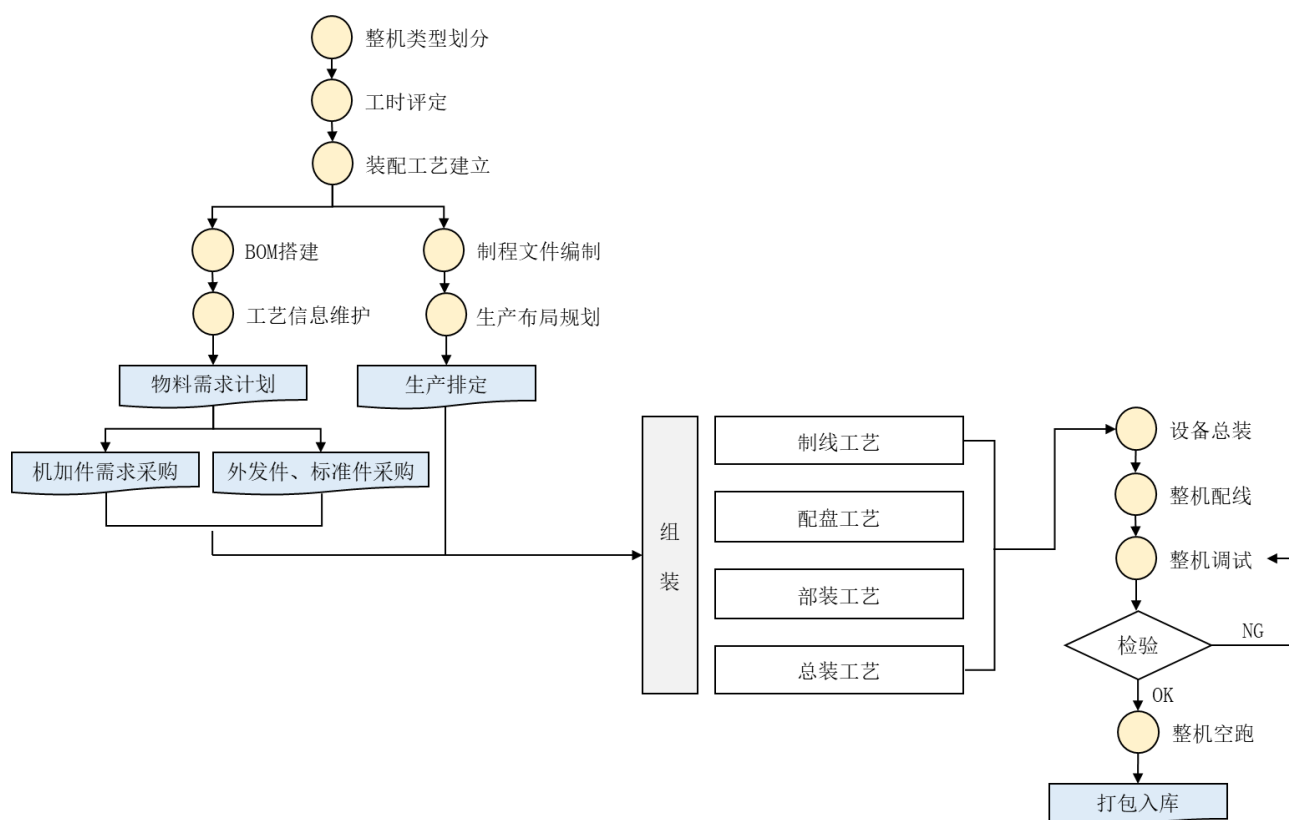 整机类型划分
工时评定
装配工艺建立
BOM搭建
制程文件编制
工艺信息维护
生产布局规划
物料需求计划
生产排定
机加件需求采购
外发件、标准件采购
组
装
制线工艺
配盘工艺
部装工艺
总装工艺
设备总装
整机配线
整机调试
检验
NG
OK
整机空跑
打包入库